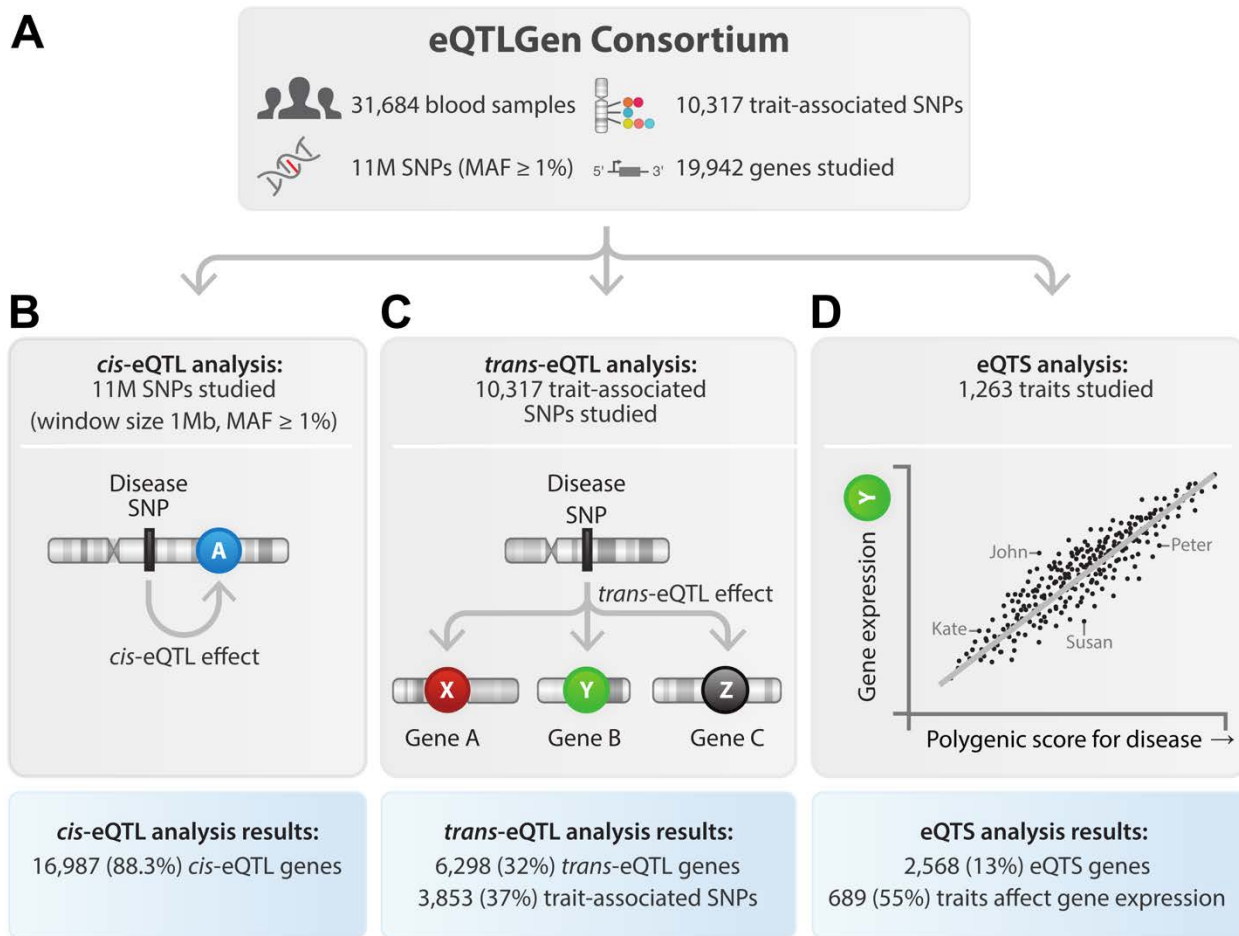 A
eQTLGen Consortium
31,684 blood samples
10,317 trait-associated SNPs
11M SNPs (MAF ≥ 1%)
5' 3'
19,942 genes studied
B
cis-eQTL analysis:
11M SNPs studied
(window size 1Mb, MAF ≥ 1%)
Disease
SNP
A
cis-eQTL effect
cis-eQTL analysis results:
16,987 (88.3%) cis-eQTL genes
C
trans-eQTL analysis:
10,317 trait-associated
SNPs studied
Disease
SNP
trans-eQTL effect
X
Y
Z
Gene A
Gene B
Gene C
trans-eQTL analysis results:
6,298 (32%) trans-eQTL genes
3,853 (37%) trait-associated SNPs
D
eQTS analysis:
1,263 traits studied
Y
Gene expression
John
Peter
Kate
Susan
Polygenic score for disease →
eQTS analysis results:
2,568 (13%) eQTS genes
689 (55%) traits affect gene expression